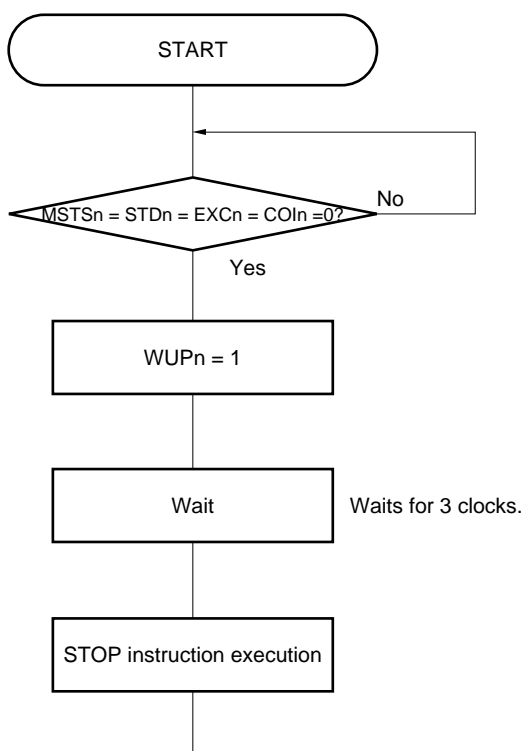 START
MSTSn = STDn = EXCn = COIn =0?
No
Yes
WUPn = 1
Wait
Waits for 3 clocks.
STOP instruction execution